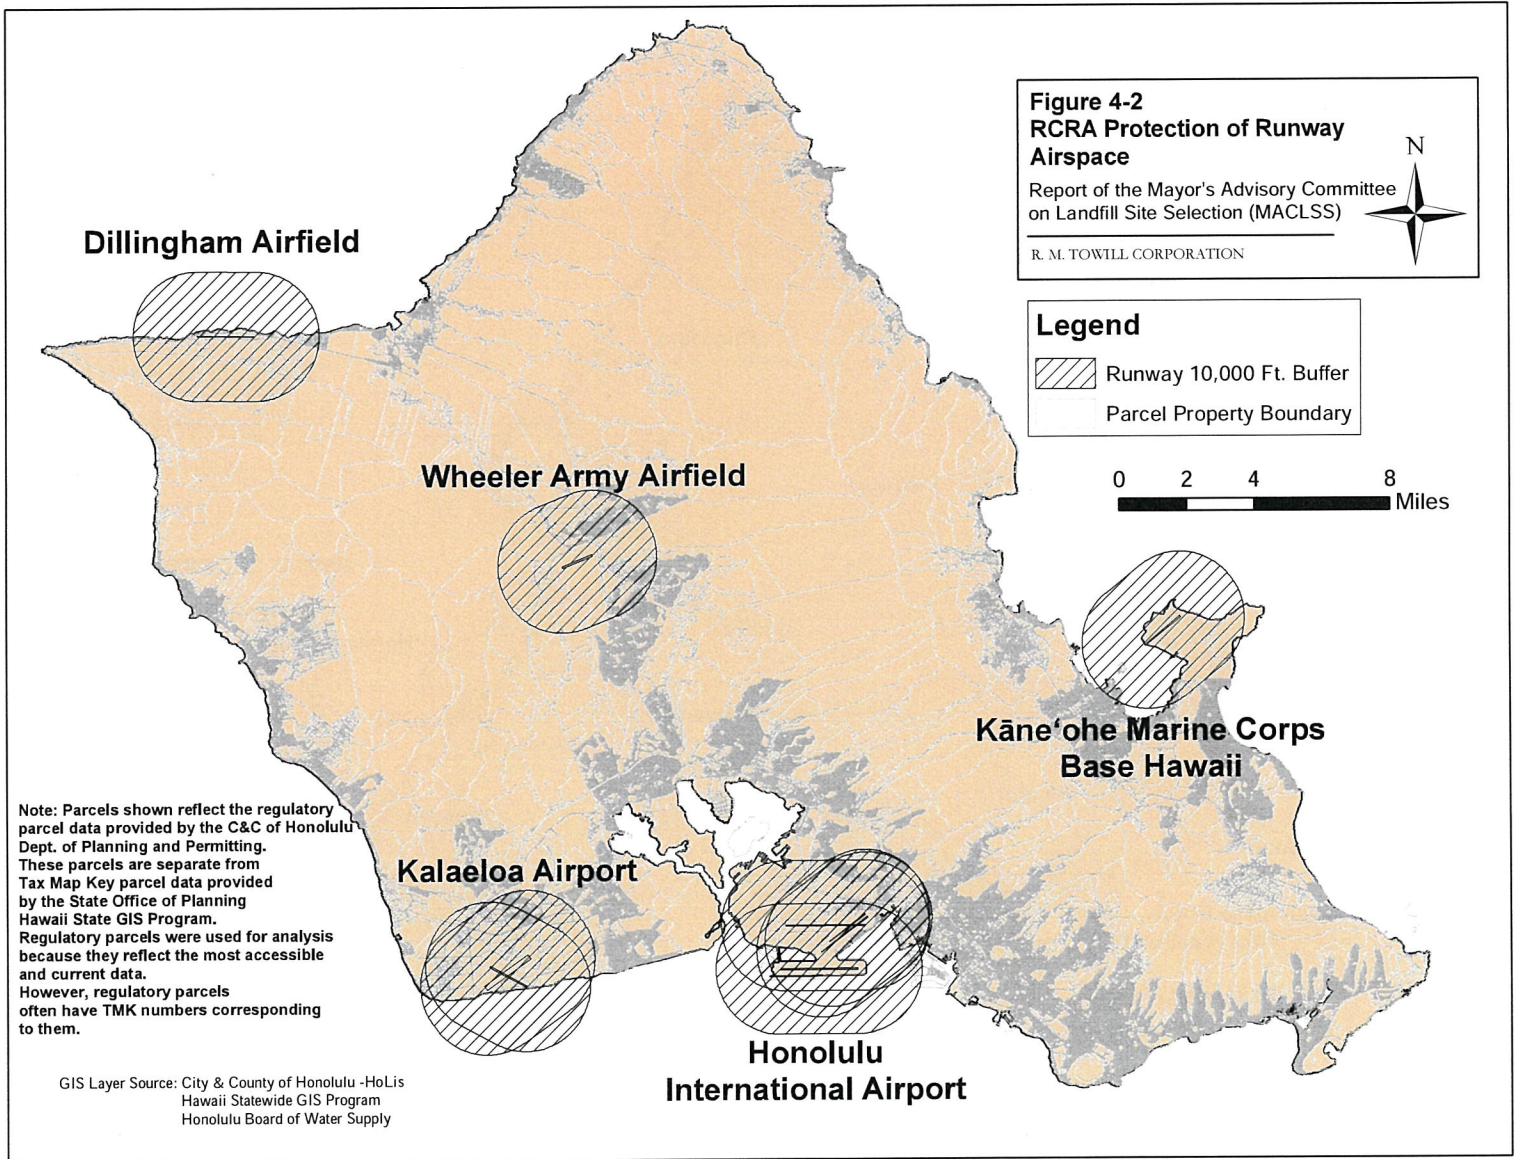 Figure 4-2
RCRA Protection of Runway
Airspace
Report of the Mayor's Advisory Committee
on Landfill Site Selection (MACLSS)
R. M. TOWILL CORPORATION
N
Dillingham Airfield
Legend
Runway 10,000 Ft. Buffer
Parcel Property Boundary
0 2 4 8
Miles
Wheeler Army Airfield
Kāneʻohe Marine Corps
Base Hawaii
Note: Parcels shown reflect the regulatory
parcel data provided by the C&C of Honolulu
Dept. of Planning and Permitting.
These parcels are separate from
Tax Map Key parcel data provided
by the State Office of Planning
Hawaii State GIS Program.
Regulatory parcels were used for analysis
because they reflect the most accessible
and current data.
However, regulatory parcels
often have TMK numbers corresponding
to them.
Kalaeloa Airport
Honolulu
International Airport
GIS Layer Source: City & County of Honolulu -HoLis
Hawaii Statewide GIS Program
Honolulu Board of Water Supply